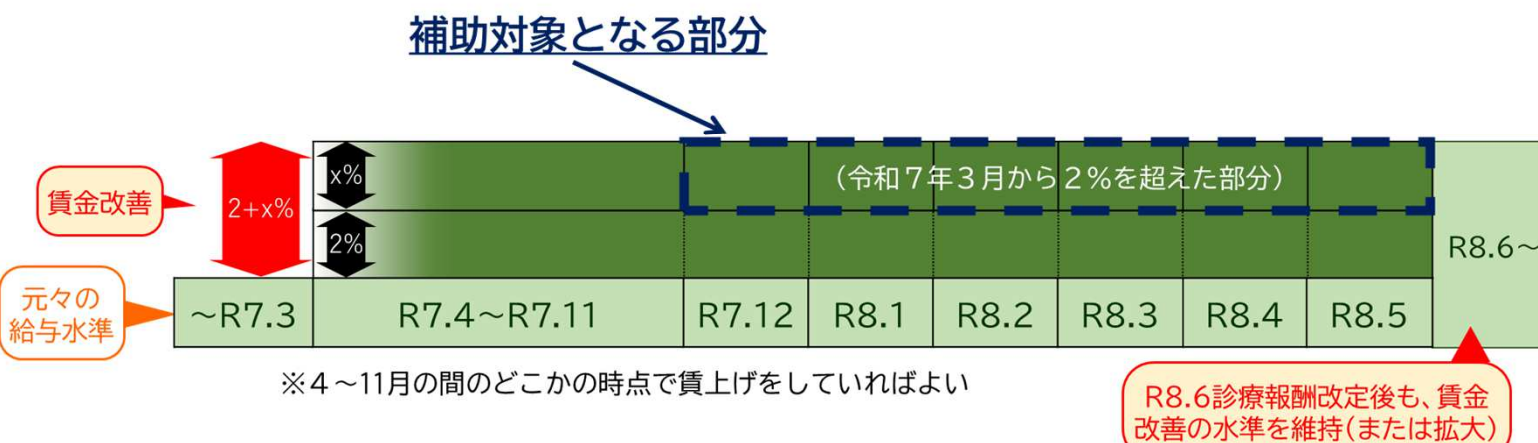 補助対象となる部分
賃金改善
2+x%
x%
(令和７年３月から２％を超えた部分)
2%
R8.6～
元々の
給与水準
～R7.3
R7.4～R7.11
R7.12
R8.1
R8.2
R8.3
R8.4
R8.5
※４～11月の間のどこかの時点で賃上げをしていればよい
R8.6診療報酬改定後も、賃金
改善の水準を維持(または拡大)